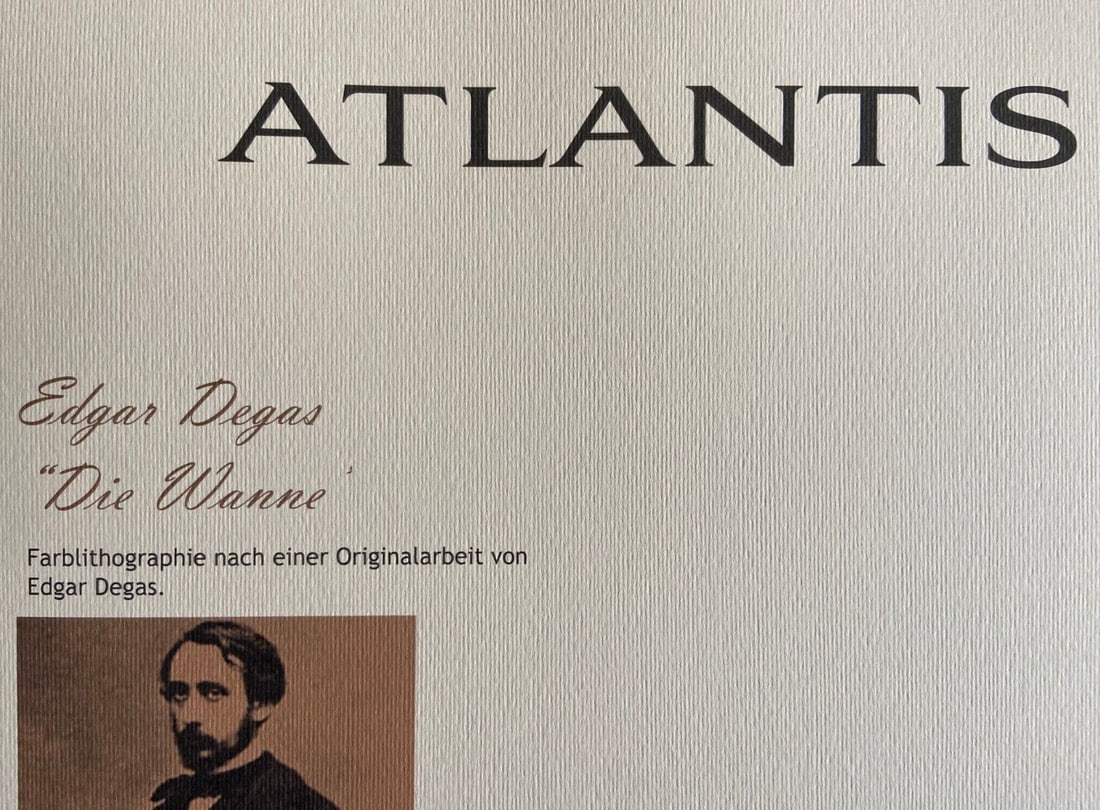 ATLANTIS
Edgar Degas
“Die Wanne ’
Farblithographie nach einer Originalarbeit von
Edgar Degas.